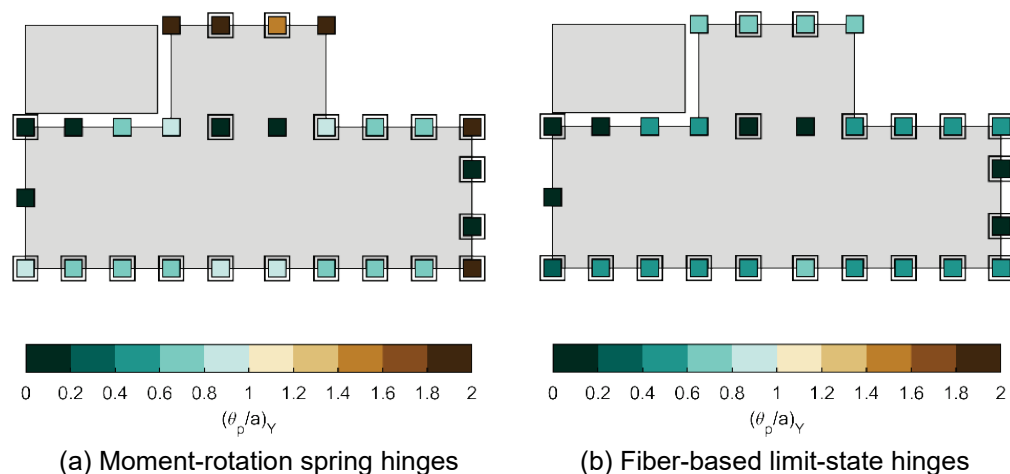 0 0.2 0.4 0.6 0.8 1 1.2 1.4 1.6 1.8 2
(θp/a)Y
(a) Moment-rotation spring hinges
0 0.2 0.4 0.6 0.8 1 1.2 1.4 1.6 1.8 2
(θp/a)Y
(b) Fiber-based limit-state hinges